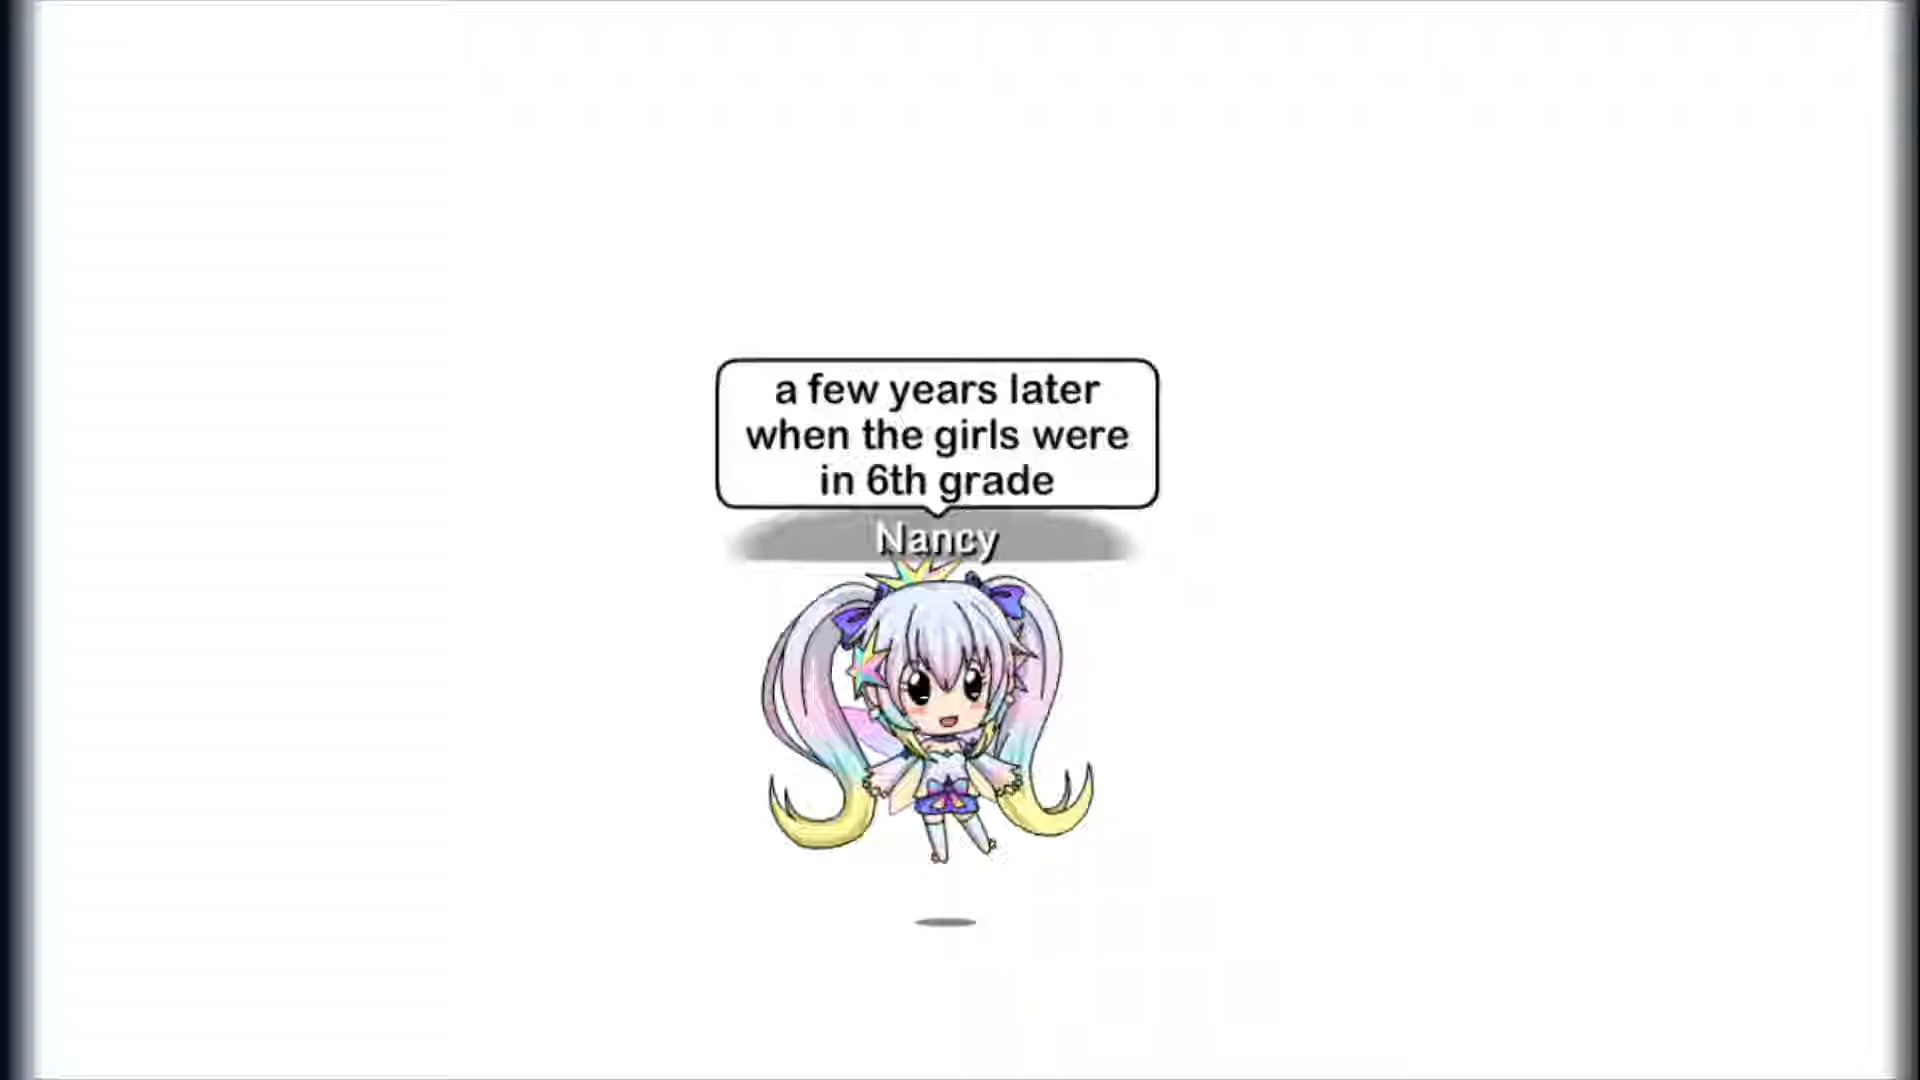 a few years later
when the girls were
in 6th grade
Nancy